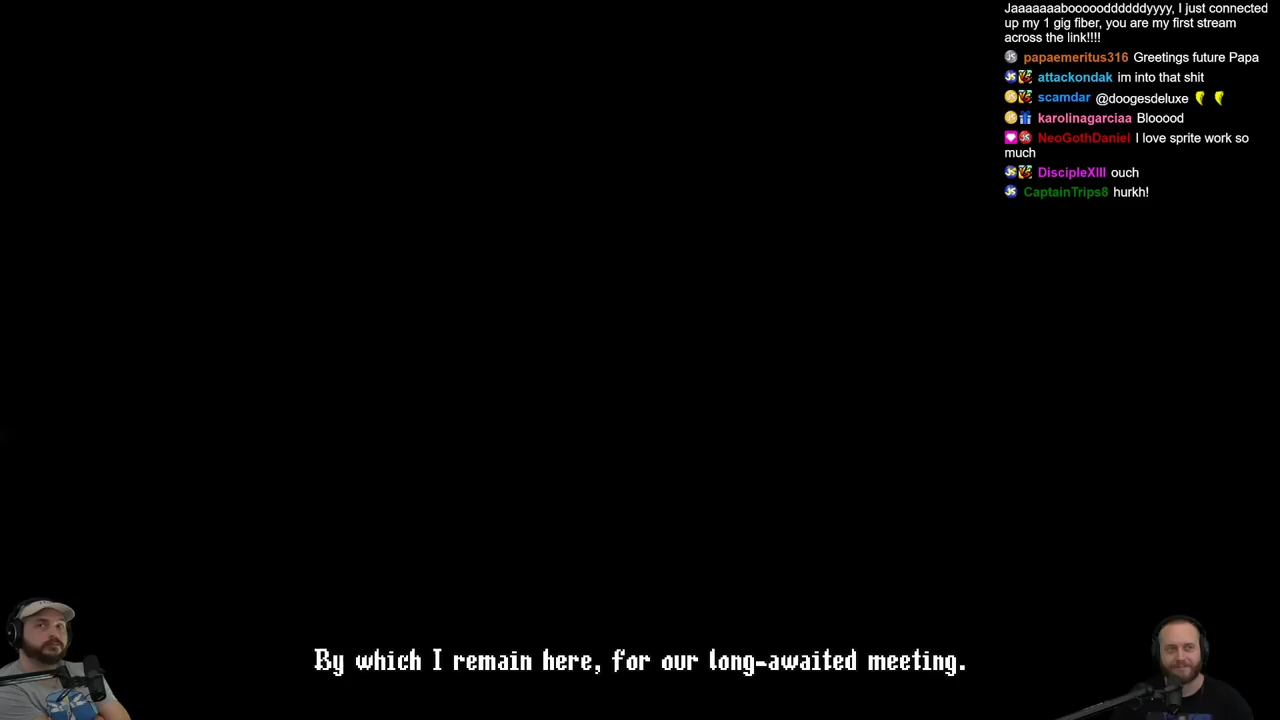 Jaaaaaaboooooddddddyyyy, I just connected
up my 1 gig fiber, you are my first stream
across the link!!!!
papaemeritus316 Greetings future Papa
attackondak im into that shit
scamdar @doogesdeluxe
karolinagarciaa Blooood
NeoGothDaniel I love sprite work so
much
DiscipleXIII ouch
CaptainTrips8 hurkh!
By which I remain here, for our long-awaited meeting.